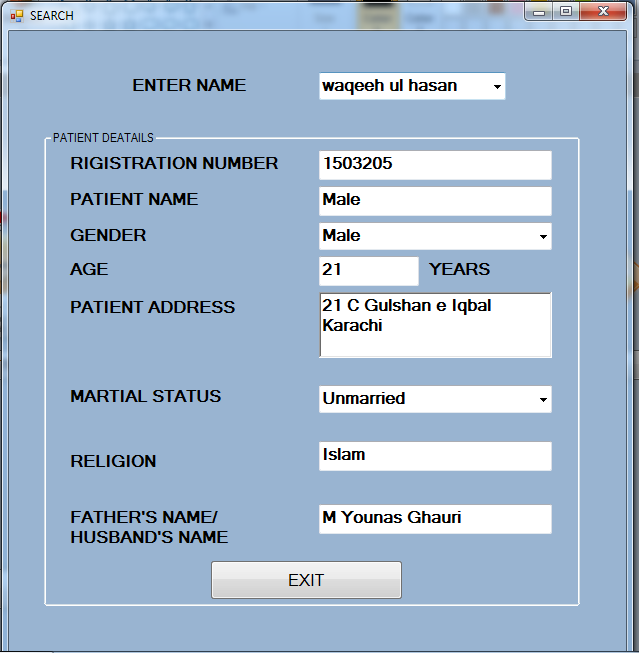 SEARCH
ENTER NAME waqeeh ul hasan
PATIENT DEATAILS
RIGISTRATION NUMBER 1503205
PATIENT NAME Male
GENDER Male
AGE 21 YEARS
PATIENT ADDRESS 21 C Gulshan e Iqbal
Karachi
MARTIAL STATUS Unmarried
RELIGION Islam
FATHER'S NAME/ M Younas Ghauri
HUSBAND'S NAME
EXIT